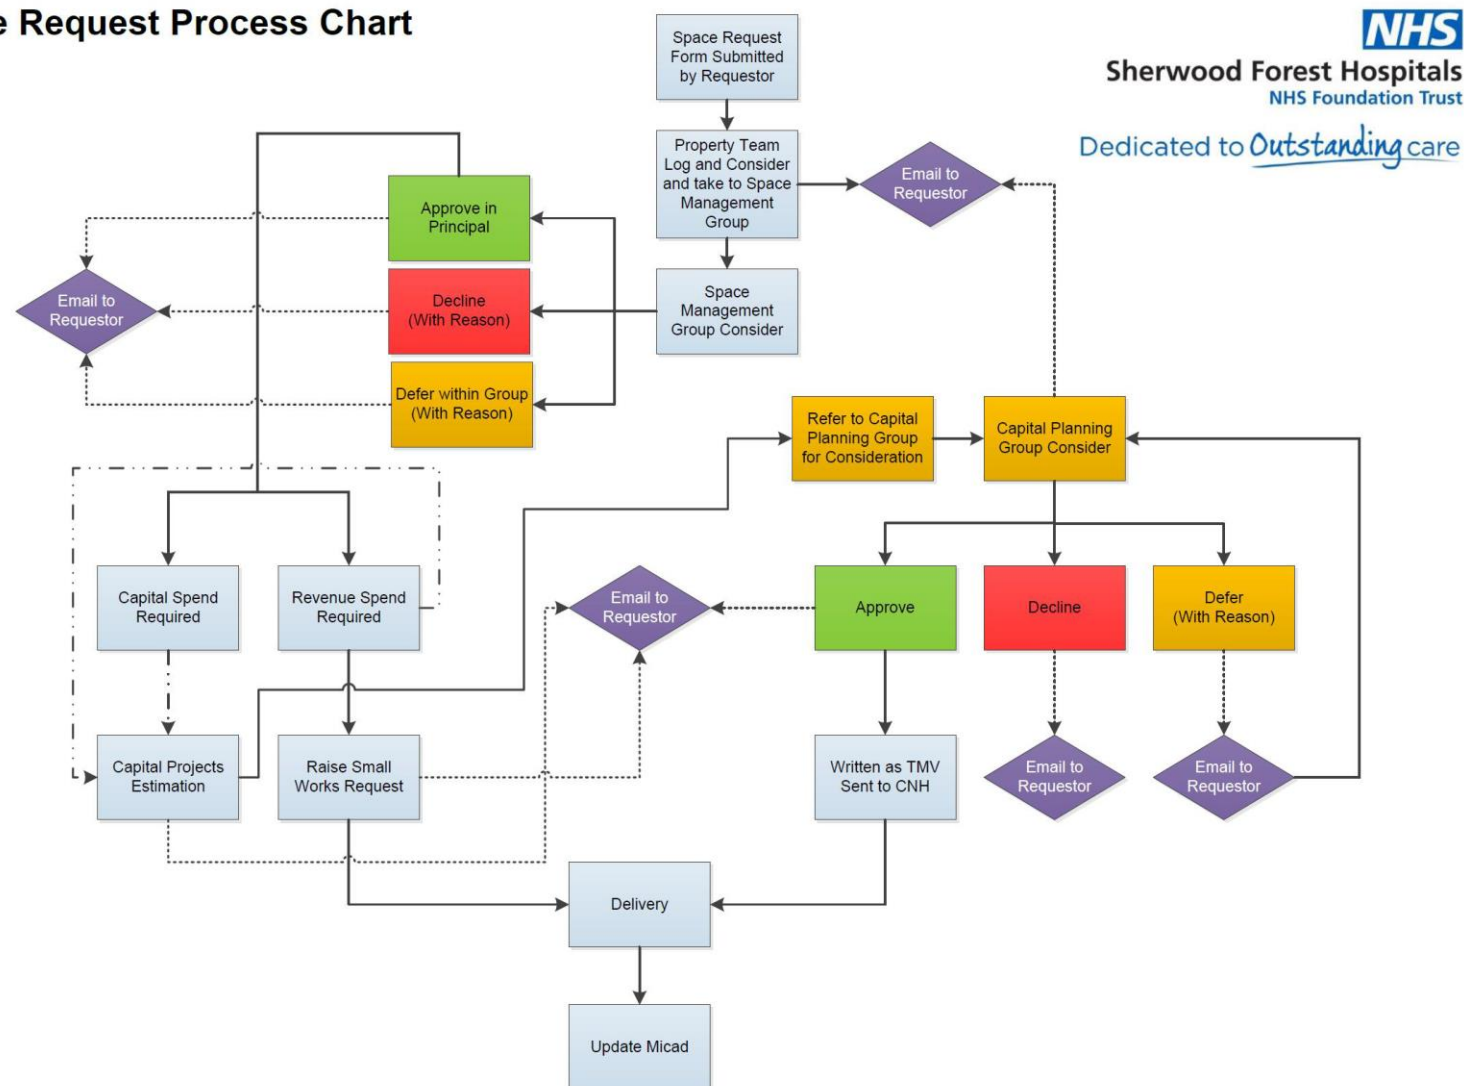 e Request Process Chart
NHS
Sherwood Forest Hospitals
NHS Foundation Trust
Dedicated to Outstanding care
Space Request
Form Submitted
by Requestor
Property Team
Log and Consider
and take to Space
Management
Group
Email to
Requestor
Approve in
Principal
Decline
(With Reason)
Defer within Group
(With Reason)
Email to
Requestor
Space
Management
Group Consider
Refer to Capital
Planning Group
for Consideration
Capital Planning
Group Consider
Capital Spend
Required
Revenue Spend
Required
Email to
Requestor
Approve
Decline
Defer
(With Reason)
Capital Projects
Estimation
Raise Small
Works Request
Written as TMV
Sent to CNH
Email to
Requestor
Email to
Requestor
Delivery
Update Micad